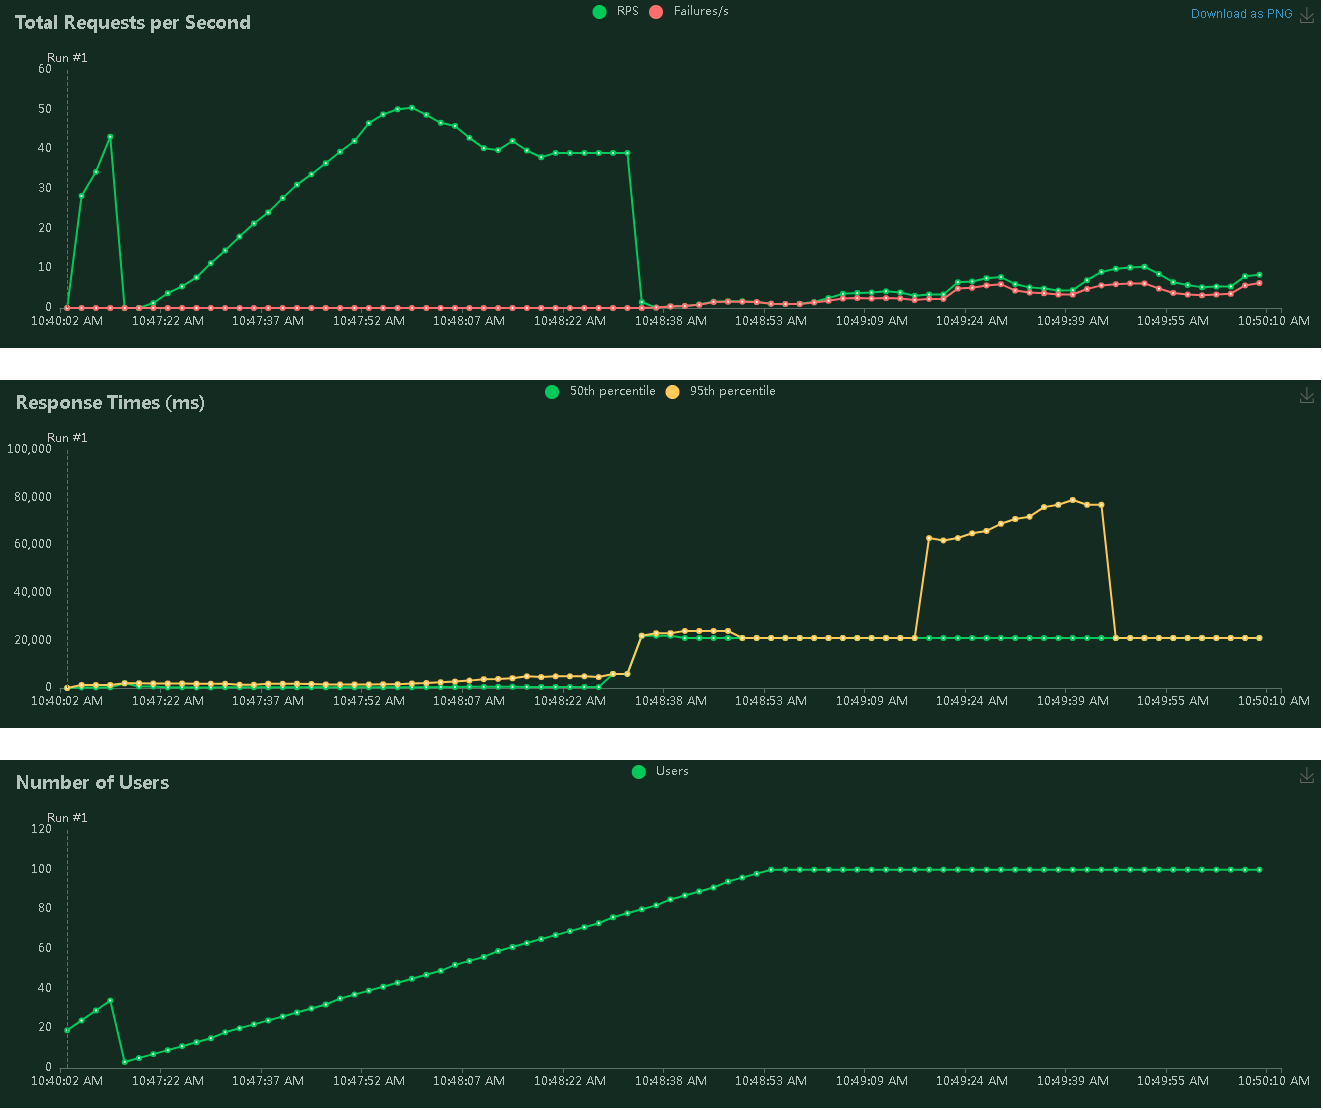 Total Requests per Second
RPS Failures/s
Download as PNG
Run #1
60
50
40
30
20
10
0
10:40:02 AM 10:47:22 AM 10:47:37 AM 10:47:52 AM 10:48:07 AM 10:48:22 AM 10:48:38 AM 10:48:53 AM 10:49:09 AM 10:49:24 AM 10:49:39 AM 10:49:55 AM 10:50:10 AM
Response Times (ms)
50th percentile 95th percentile
Run #1
100,000
80,000
60,000
40,000
20,000
0
10:40:02 AM 10:47:22 AM 10:47:37 AM 10:47:52 AM 10:48:07 AM 10:48:22 AM 10:48:38 AM 10:48:53 AM 10:49:09 AM 10:49:24 AM 10:49:39 AM 10:49:55 AM 10:50:10 AM
Number of Users
Users
Run #1
120
100
80
60
40
20
0
10:40:02 AM 10:47:22 AM 10:47:37 AM 10:47:52 AM 10:48:07 AM 10:48:22 AM 10:48:38 AM 10:48:53 AM 10:49:09 AM 10:49:24 AM 10:49:39 AM 10:49:55 AM 10:50:10 AM